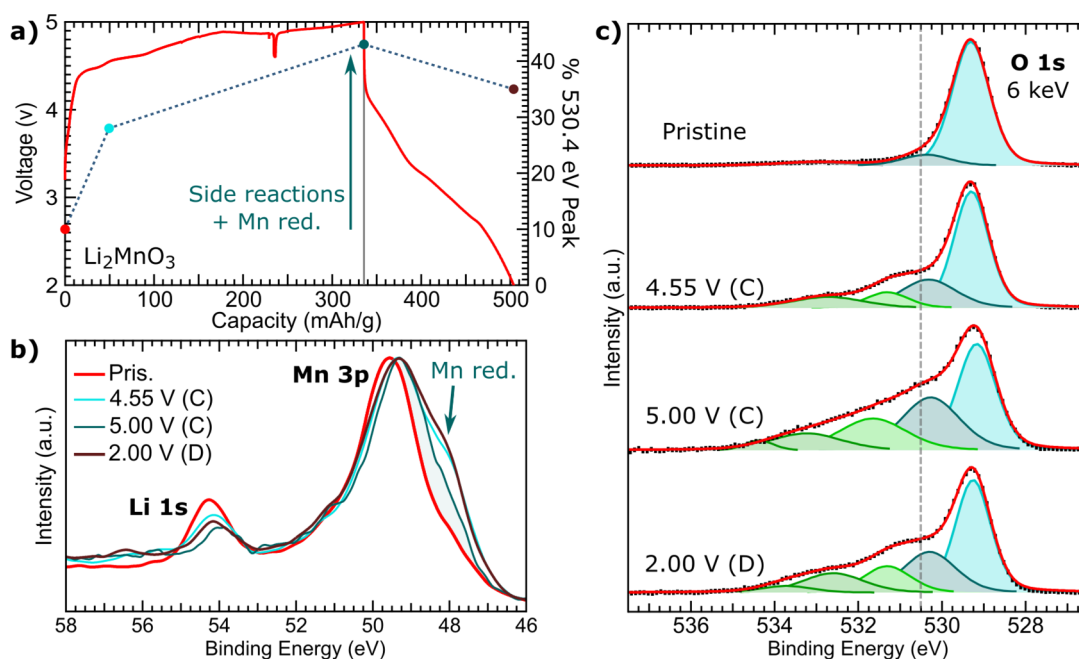 a)
Voltage (v)
5
4
3
2
Li₂MnO₃
Side reactions
+ Mn red.
0 100 200 300 400 500
Capacity (mAh/g)
40
30
20
10
0
% 530.4 eV Peak
b)
Intensity (a.u.)
Pris.
4.55 V (C)
5.00 V (C)
2.00 V (D)
Li 1s
Mn 3p
Mn red.
58 56 54 52 50 48 46
Binding Energy (eV)
c)
O 1s
6 keV
Pristine
4.55 V (C)
5.00 V (C)
2.00 V (D)
Intensity (a.u.)
536 534 532 530 528
Binding Energy (eV)